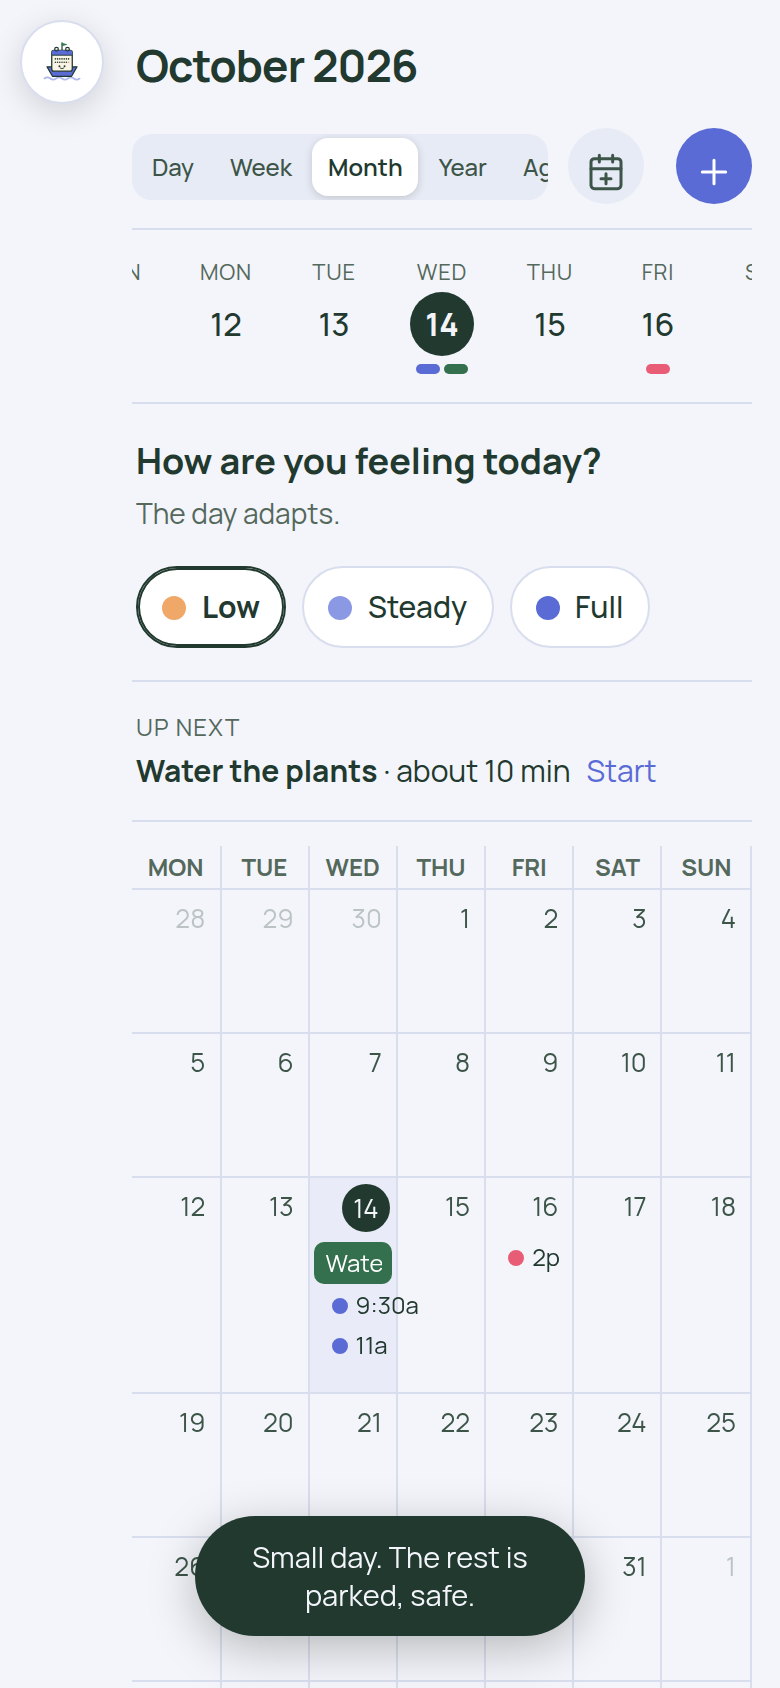 October 2026
Day Week Month Year Ag
N MON TUE WED THU FRI S
12 13 14 15 16
How are you feeling today?
The day adapts.
Low Steady Full
UP NEXT
Water the plants · about 10 min Start
MON TUE WED THU FRI SAT SUN
28 29 30 1 2 3 4
5 6 7 8 9 10 11
12 13 14 15 16 17 18
Wate 2p
9:30a
11a
19 20 21 22 23 24 25
26 31 1
Small day. The rest is
parked, safe.